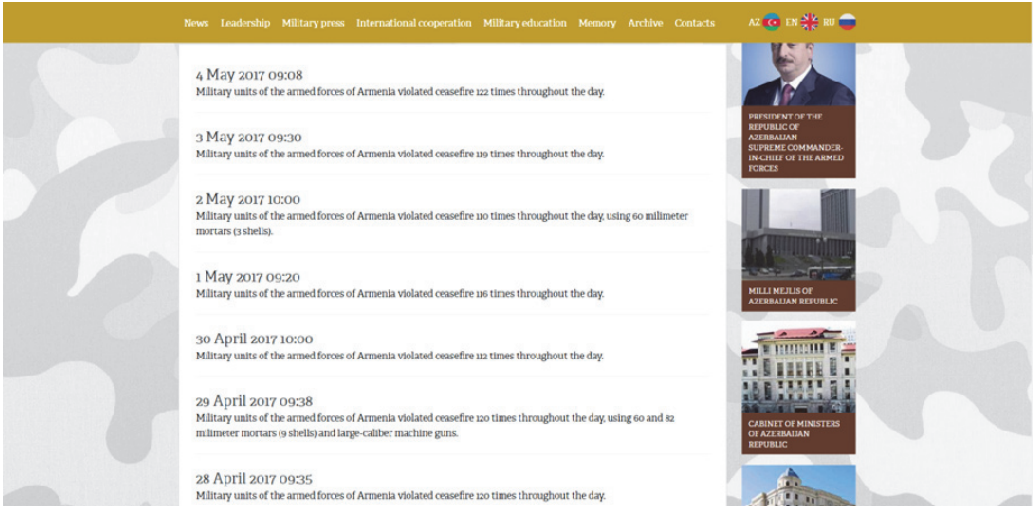 News Leadership Military press International cooperation Military education Memory Archive Contacts AZ EN RU
4 May 2017 09:08
Military units of the armed forces of Armenia violated ceasefire 122 times throughout the day.
3 May 2017 09:30
Military units of the armed forces of Armenia violated ceasefire 119 times throughout the day.
2 May 2017 10:00
Military units of the armed forces of Armenia violated ceasefire 110 times throughout the day, using 60 milimeter
mortars (3 shells).
1 May 2017 09:20
Military units of the armed forces of Armenia violated ceasefire 116 times throughout the day.
30 April 2017 10:00
Military units of the armed forces of Armenia violated ceasefire 112 times throughout the day.
29 April 2017 09:38
Military units of the armed forces of Armenia violated ceasefire 120 times throughout the day, using 60 and 82
milimeter mortars (9 shells) and large-caliber machine guns.
28 April 2017 09:35
Military units of the armed forces of Armenia violated ceasefire 120 times throughout the day.
PRESIDENT OF THE
REPUBLIC OF
AZERBAIJAN
SUPREME COMMANDER-
IN-CHIEF OF THE ARMED
FORCES
MILLI MEJLIS OF
AZERBAIJAN REPUBLIC
CABINET OF MINISTERS
OF AZERBAIJAN
REPUBLIC